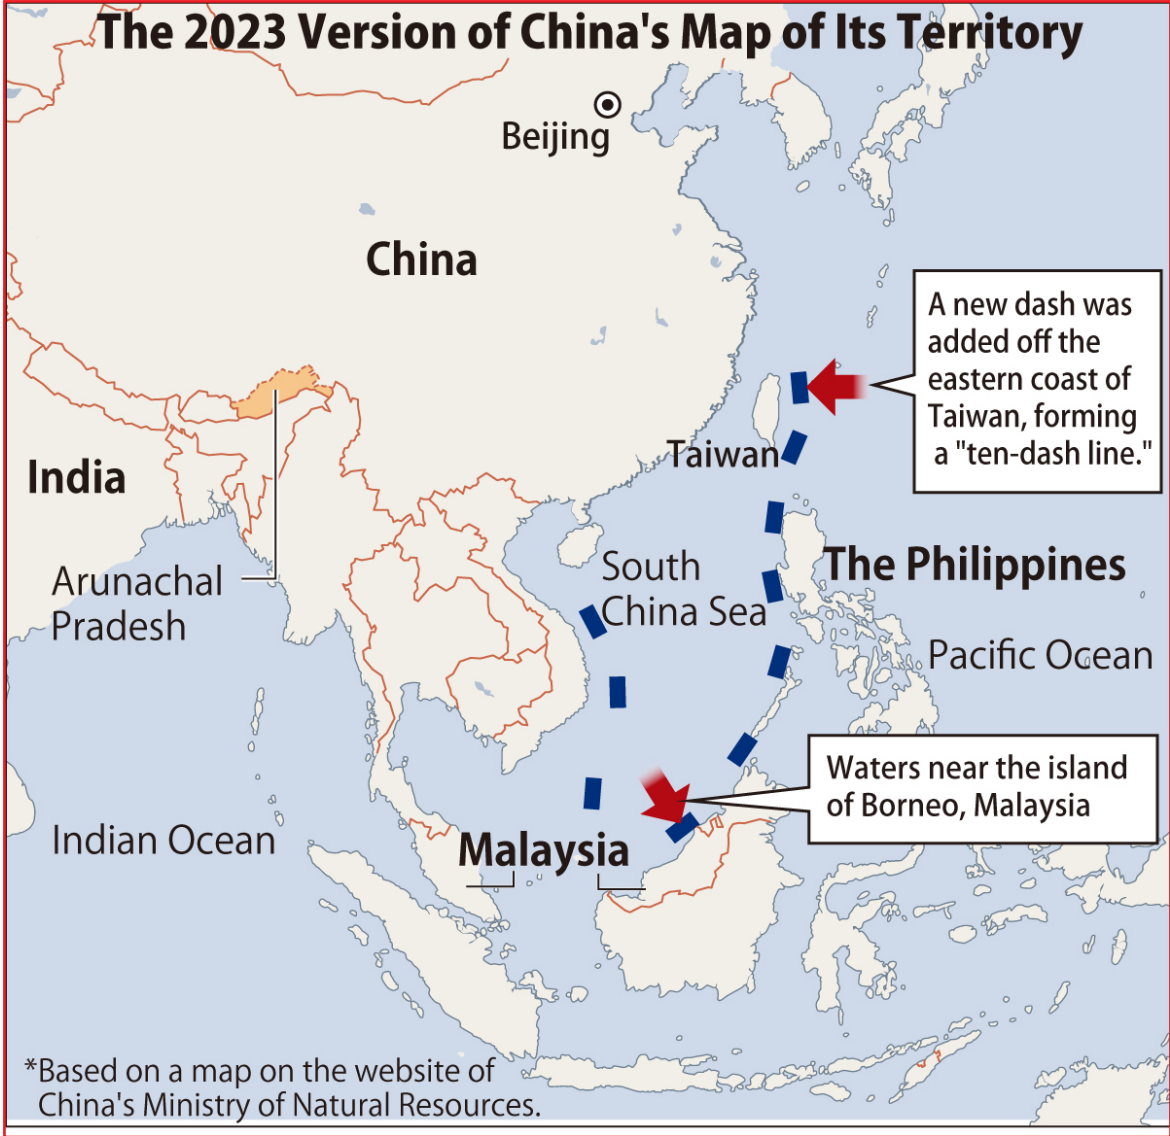 The 2023 Version of China's Map of Its Territory
Beijing
China
A new dash was
added off the
eastern coast of
Taiwan, forming
a "ten-dash line."
Taiwan
India
Arunachal
Pradesh
South
China Sea
The Philippines
Pacific Ocean
Waters near the island
of Borneo, Malaysia
Indian Ocean
Malaysia
*Based on a map on the website of
China's Ministry of Natural Resources.